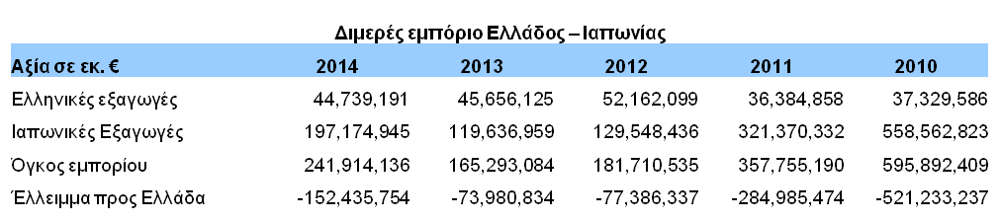 Διμερές εμπόριο Ελλάδος – Ιαπωνίας
Αξία σε εκ. € 2014 2013 2012 2011 2010
Ελληνικές εξαγωγές 44,739,191 45,656,125 52,162,099 36,384,858 37,329,586
Ιαπωνικές Εξαγωγές 197,174,945 119,636,959 129,548,436 321,370,332 558,562,823
Όγκος εμπορίου 241,914,136 165,293,084 181,710,535 357,755,190 595,892,409
Έλλειμμα προς Ελλάδα -152,435,754 -73,980,834 -77,386,337 -284,985,474 -521,233,237